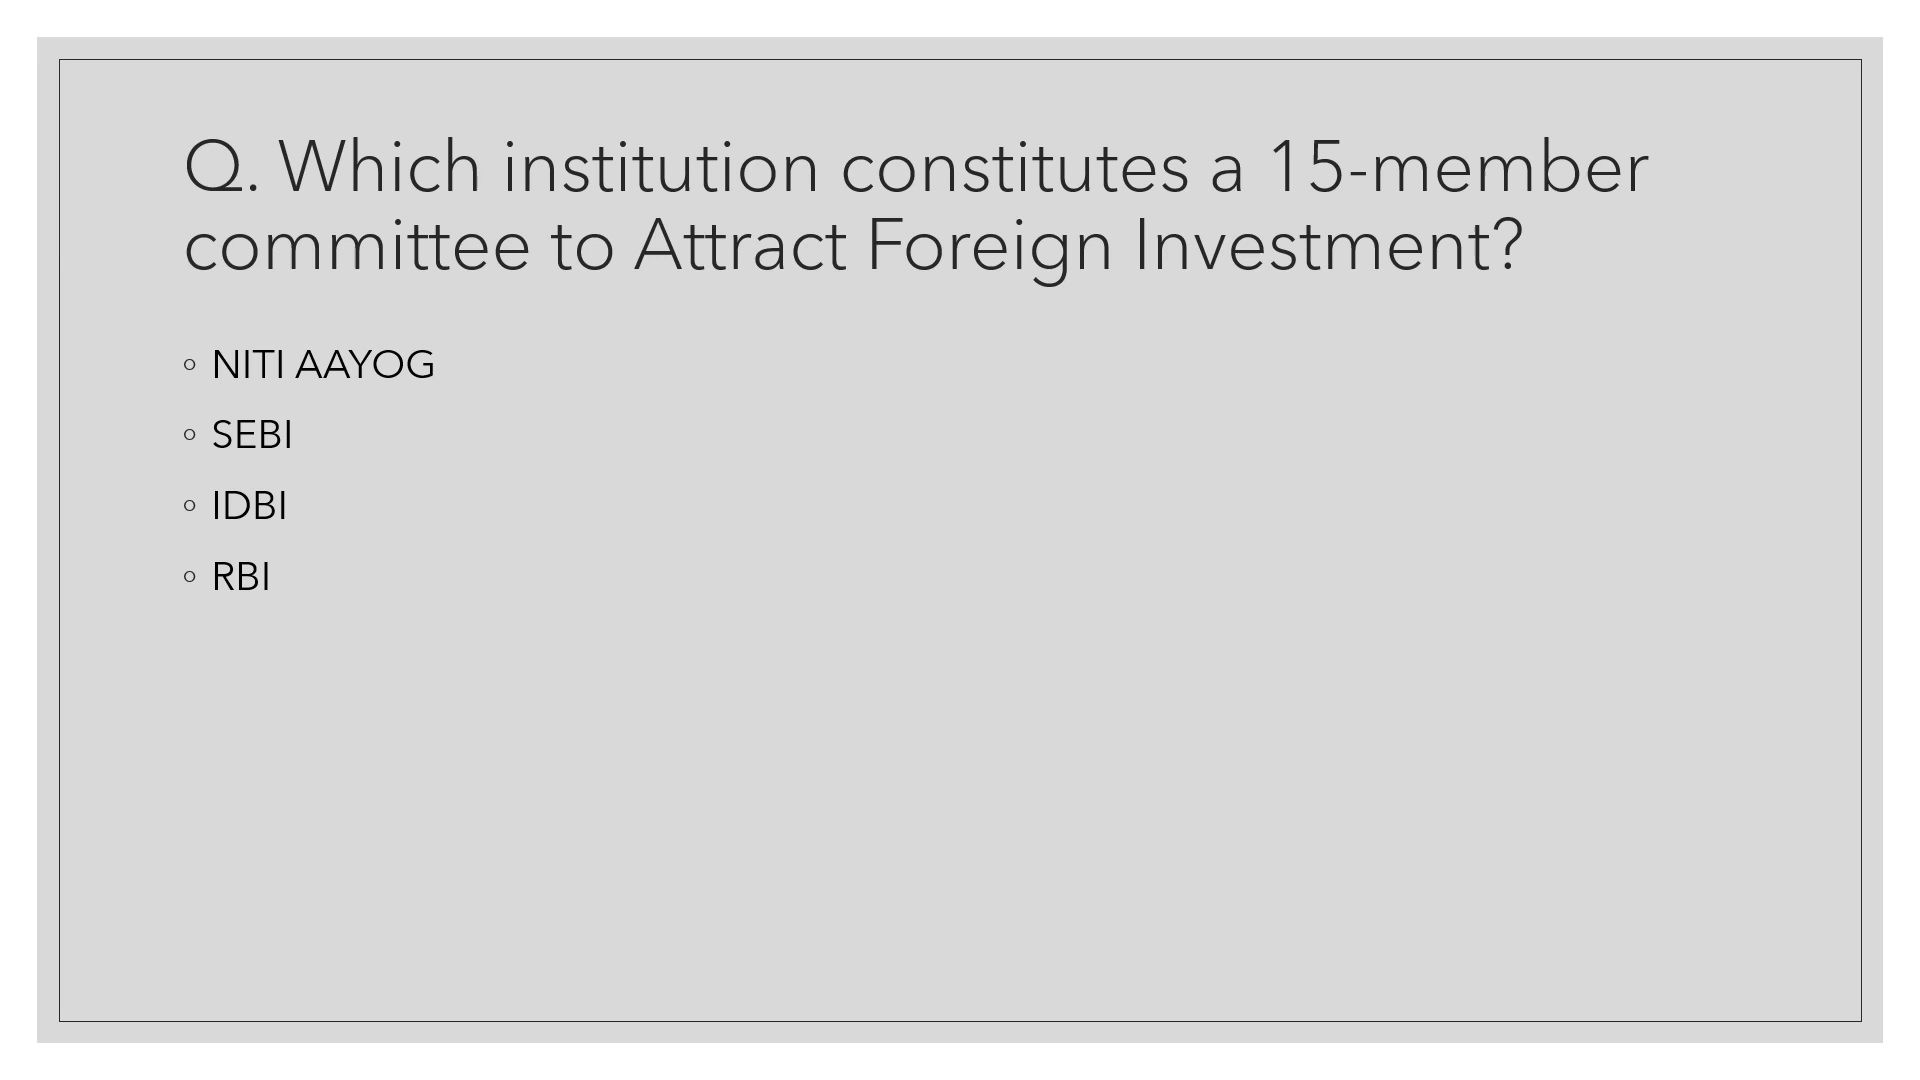 Q. Which institution constitutes a 15-member
committee to Attract Foreign Investment?
◦ NITI AAYOG
◦ SEBI
◦ IDBI
◦ RBI